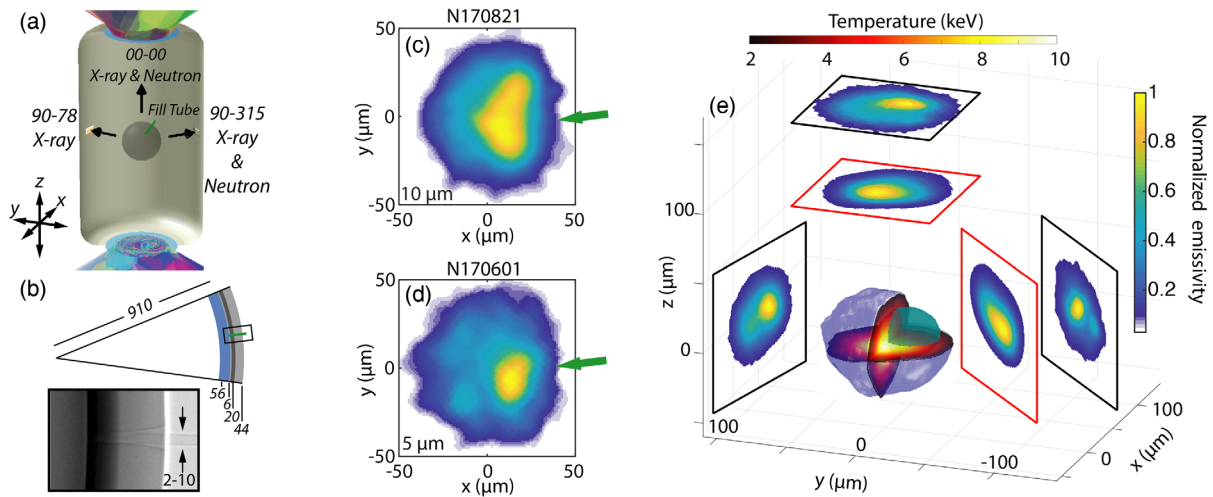 (a)
00-00
X-ray & Neutron
Fill Tube
90-78
X-ray
90-315
X-ray
&
Neutron
z
y
x
(b)
910
56
6
20
44
2-10
N170821
(c)
50
0
-50
y (µm)
10 µm
-50
0
50
x (µm)
N170601
(d)
50
0
-50
y (µm)
5 µm
-50
0
50
x (µm)
Temperature (keV)
2
4
6
8
10
(e)
1
0.8
0.6
0.4
0.2
Normalized emissivity
z (µm)
100
0
100
0
-100
y (µm)
100
0
x (µm)